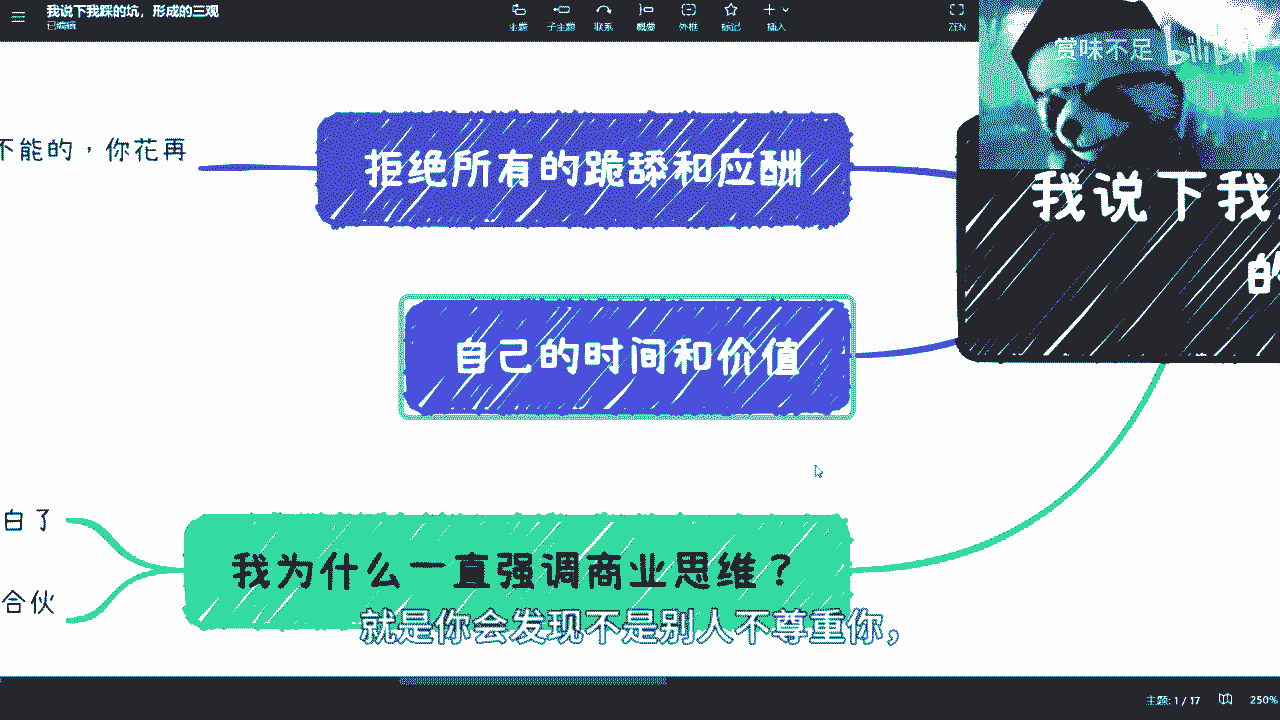 我说下我踩的坑，形成的三观
已编辑
主题 子主题 联系 概要 外框 标记 插入 ZEN
赏味不足 bilibili
不能的，你花再
拒绝所有的跪舔和应酬
我说下我
的
自己的时间和价值
白了
我为什么一直强调商业思维？
合伙
就是你会发现不是别人不尊重你，
主题: 1 / 17 250%